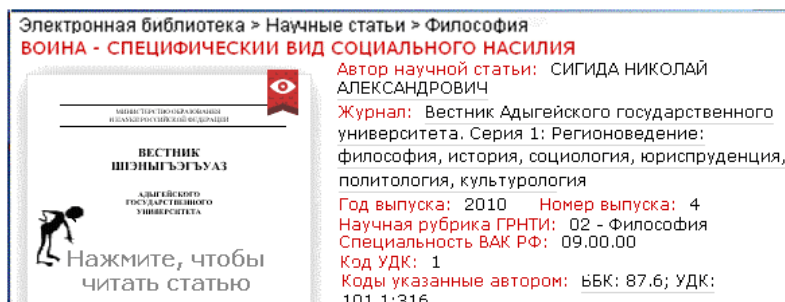 Электронная библиотека > Научные статьи > Философия
ВОИНА - СПЕЦИФИЧЕСКИИ ВИД СОЦИАЛЬНОГО НАСИЛИЯ
МИНИСТЕРСТВО ОБРАЗОВАНИЯ
И НАУКИ РОССИЙСКОЙ ФЕДЕРАЦИИ
ВЕСТНИК
ШІЭНЫГЪЭГЪУАЗ
АДЫГЕЙСКОГО
ГОСУДАРСТВЕННОГО
УНИВЕРСИТЕТА
Нажмите, чтобы
читать статью
Автор научной статьи: СИГИДА НИКОЛАЙ
АЛЕКСАНДРОВИЧ
Журнал: Вестник Адыгейского государственного
университета. Серия 1: Регионоведение:
философия, история, социология, юриспруденция,
политология, культурология
Год выпуска: 2010 Номер выпуска: 4
Научная рубрика ГРНТИ: 02 - Философия
Специальность ВАК РФ: 09.00.00
Код УДК: 1
Коды указанные автором: ББК: 87.6; УДК:
101.1:316